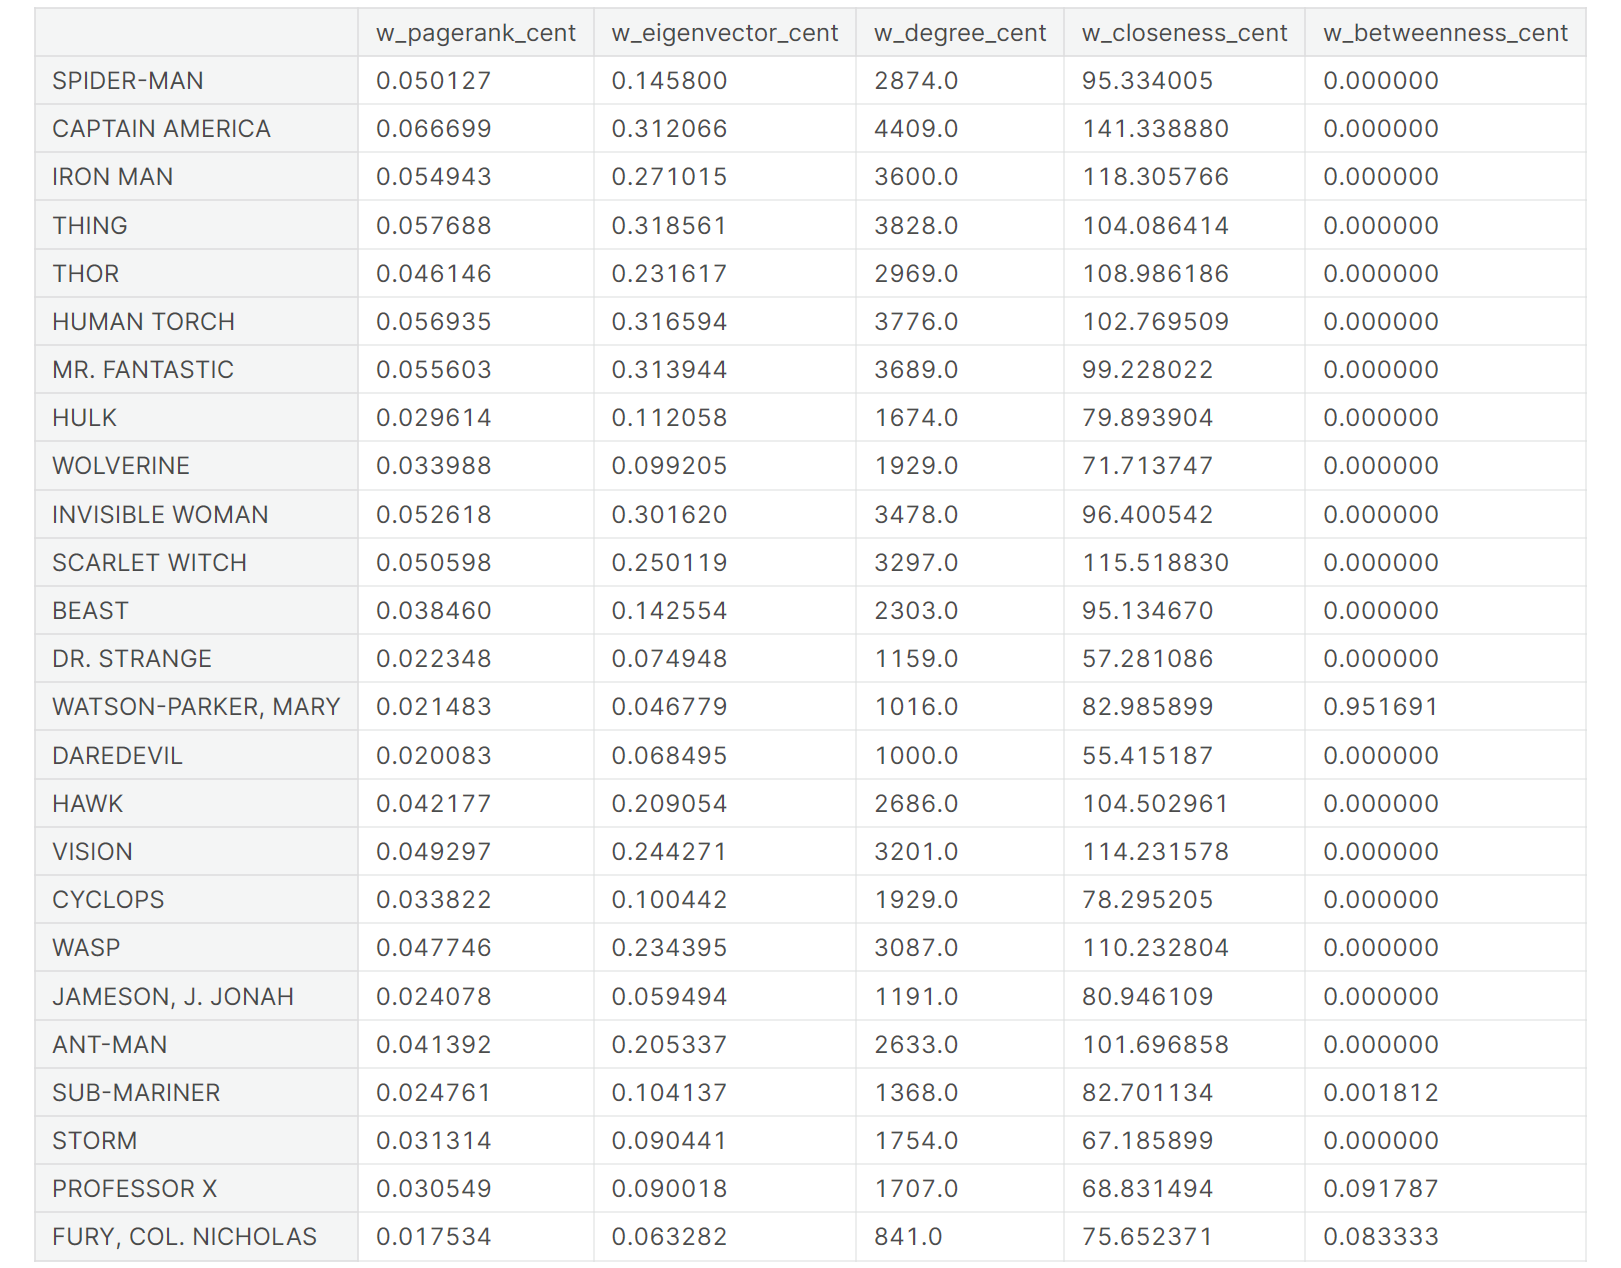 w_pagerank_cent w_eigenvector_cent w_degree_cent w_closeness_cent w_betweenness_cent
SPIDER-MAN 0.050127 0.145800 2874.0 95.334005 0.000000
CAPTAIN AMERICA 0.066699 0.312066 4409.0 141.338880 0.000000
IRON MAN 0.054943 0.271015 3600.0 118.305766 0.000000
THING 0.057688 0.318561 3828.0 104.086414 0.000000
THOR 0.046146 0.231617 2969.0 108.986186 0.000000
HUMAN TORCH 0.056935 0.316594 3776.0 102.769509 0.000000
MR. FANTASTIC 0.055603 0.313944 3689.0 99.228022 0.000000
HULK 0.029614 0.112058 1674.0 79.893904 0.000000
WOLVERINE 0.033988 0.099205 1929.0 71.713747 0.000000
INVISIBLE WOMAN 0.052618 0.301620 3478.0 96.400542 0.000000
SCARLET WITCH 0.050598 0.250119 3297.0 115.518830 0.000000
BEAST 0.038460 0.142554 2303.0 95.134670 0.000000
DR. STRANGE 0.022348 0.074948 1159.0 57.281086 0.000000
WATSON-PARKER, MARY 0.021483 0.046779 1016.0 82.985899 0.951691
DAREDEVIL 0.020083 0.068495 1000.0 55.415187 0.000000
HAWK 0.042177 0.209054 2686.0 104.502961 0.000000
VISION 0.049297 0.244271 3201.0 114.231578 0.000000
CYCLOPS 0.033822 0.100442 1929.0 78.295205 0.000000
WASP 0.047746 0.234395 3087.0 110.232804 0.000000
JAMESON, J. JONAH 0.024078 0.059494 1191.0 80.946109 0.000000
ANT-MAN 0.041392 0.205337 2633.0 101.696858 0.000000
SUB-MARINER 0.024761 0.104137 1368.0 82.701134 0.001812
STORM 0.031314 0.090441 1754.0 67.185899 0.000000
PROFESSOR X 0.030549 0.090018 1707.0 68.831494 0.091787
FURY, COL. NICHOLAS 0.017534 0.063282 841.0 75.652371 0.083333